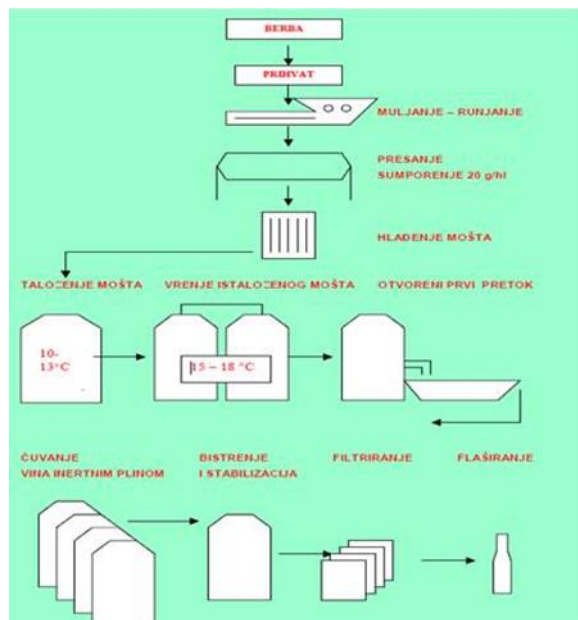 BERBA
PRIHVAT
MULJANJE – RUNJANJE
PRESANJE
SUMPORENJE 20 g/hl
HLAĐENJE MOŠTA
TALOŽENJE MOŠTA
VRENJE ISTALOŽENOG MOŠTA
OTVORENI PRVI PRETOK
10-
13°C
15 – 18 °C
ČUVANJE
VINA INERTNIM PLINOM
BISTRENJE
I STABILIZACIJA
FILTRIRANJE
FLAŠIRANJE